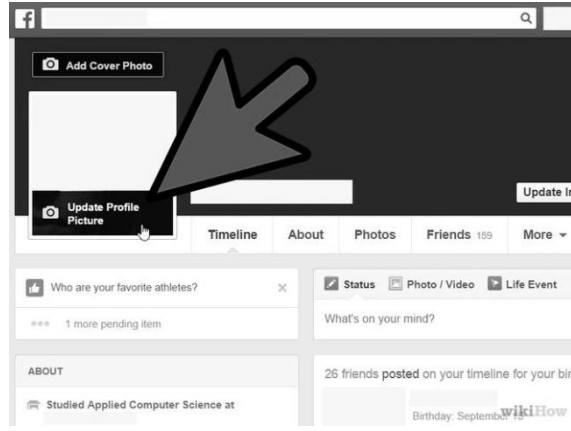 f
Add Cover Photo
Update Profile
Picture
Update
Timeline About Photos Friends 159 More
Who are your favorite athletes?
1 more pending item
Status Photo / Video Life Event
What's on your mind?
ABOUT
Studied Applied Computer Science at
26 friends posted on your timeline for your
Birthday: September
wikiHow